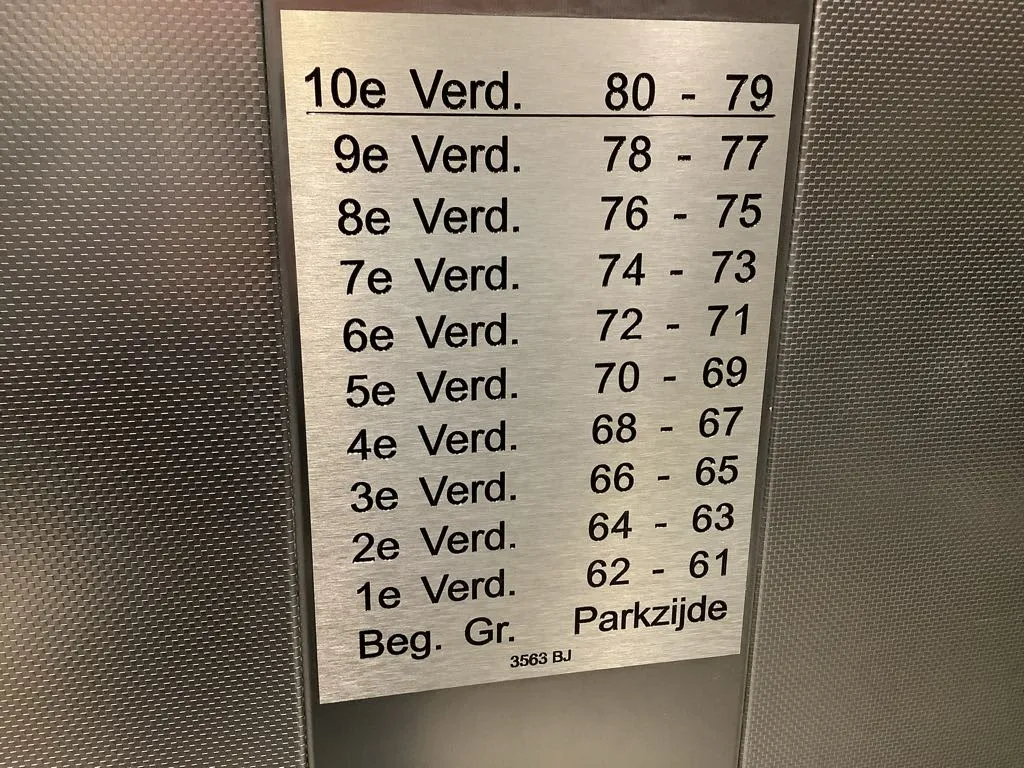 10e Verd. 80 - 79
9e Verd. 78 - 77
8e Verd. 76 - 75
7e Verd. 74 - 73
6e Verd. 72 - 71
5e Verd. 70 - 69
4e Verd. 68 - 67
3e Verd. 66 - 65
2e Verd. 64 - 63
1e Verd. 62 - 61
Beg. Gr. Parkzijde
3563 BJ